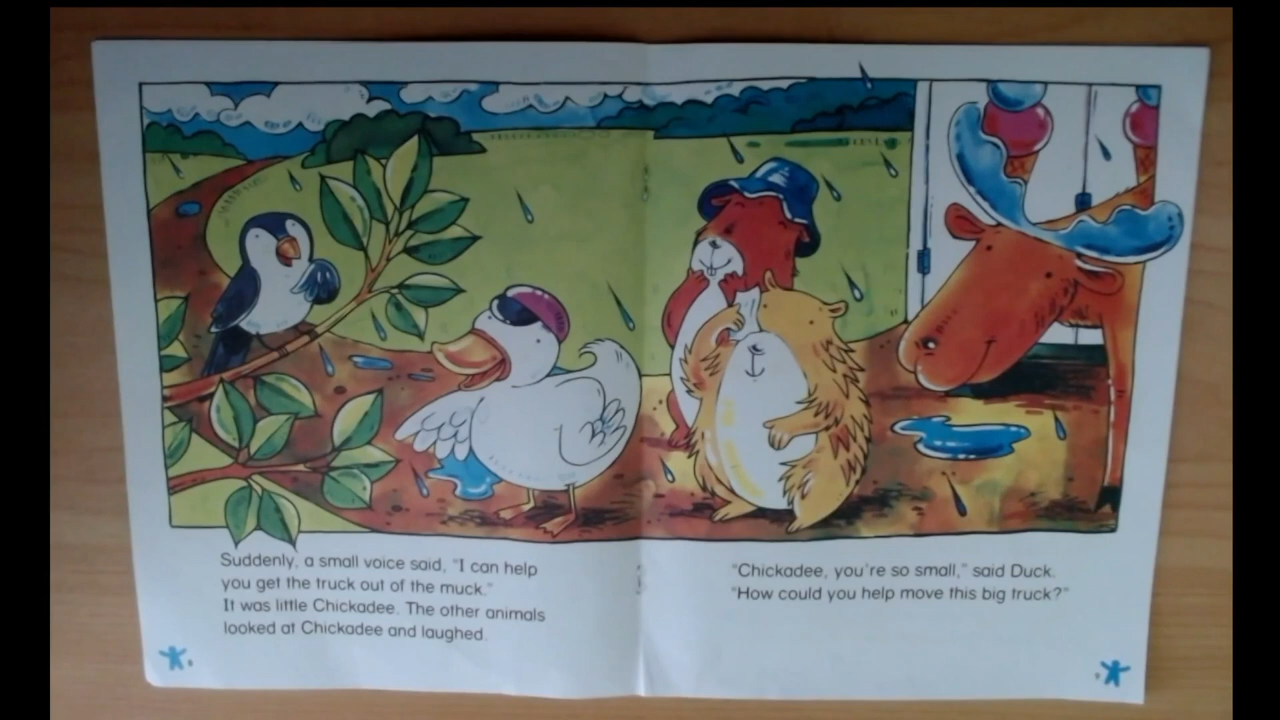 Suddenly, a small voice said, "I can help
you get the truck out of the muck."
It was little Chickadee. The other animals
looked at Chickadee and laughed.
"Chickadee, you're so small," said Duck.
"How could you help move this big truck?"